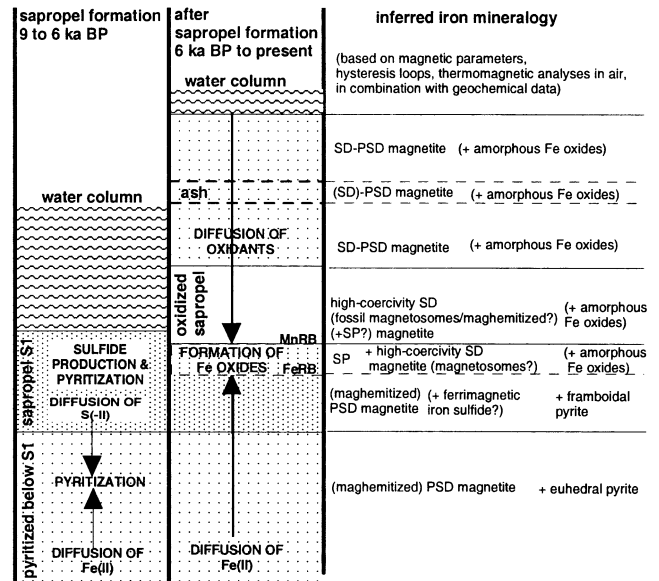 sapropel formation
9 to 6 ka BP
after
sapropel formation
6 ka BP to present
inferred iron mineralogy
(based on magnetic parameters,
hysteresis loops, thermomagnetic analyses in air,
in combination with geochemical data)
water column
SD-PSD magnetite (+ amorphous Fe oxides)
ash
(SD)-PSD magnetite (+ amorphous Fe oxides)
water column
DIFFUSION OF
OXIDANTS
SD-PSD magnetite (+ amorphous Fe oxides)
oxidized
sapropel
high-coercivity SD
(fossil magnetosomes/maghemitized?)
(+SP?) magnetite
(+ amorphous
Fe oxides)
MnRB
sapropel S1
SULFIDE
PRODUCTION &
PYRITIZATION
FORMATION OF
Fe OXIDES
FeRB
SP + high-coercivity SD
magnetite (magnetosomes?)
(+ amorphous
Fe oxides)
DIFFUSION OF
S(-II)
(maghemitized) (+ ferrimagnetic
PSD magnetite iron sulfide?)
+ framboidal
pyrite
pyritized below S1
PYRITIZATION
(maghemitized) PSD magnetite + euhedral pyrite
DIFFUSION OF
Fe(II)
DIFFUSION OF
Fe(II)